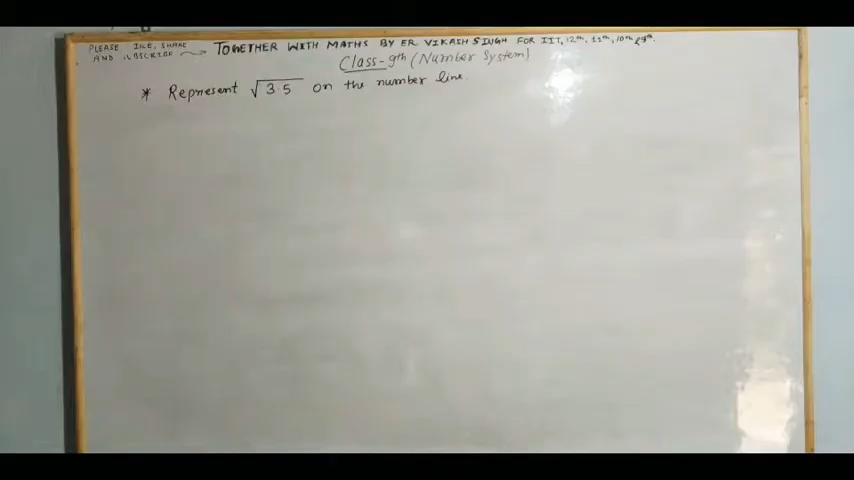 PLEASE LIKE, SHARE
AND SUBSCRIBE
TOGETHER WITH MATHS BY ER VIKASH SINGH FOR IIT, 12th, 11th, 10th & 9th.
Class-9th (Number System)
* Represent √3.5 on the number line.